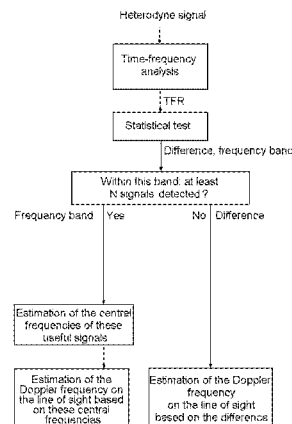 Heterodyne signal
Time-frequency
analysis
TFR
Statistical test
Difference, frequency band
Within this band: at least
N signals detected ?
Frequency band
Yes
No
Difference
Estimation of the central
frequencies of these
useful signals
Estimation of the
Doppler frequency on
the line of sight based
on these central
frequencies
Estimation of the Doppler
frequency
on the line of sight
based on the difference